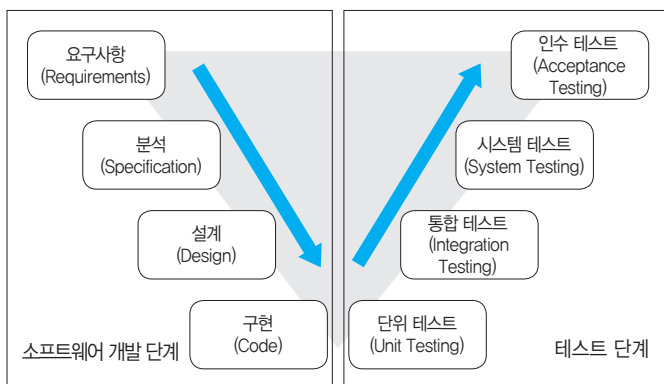 요구사항
(Requirements)
분석
(Specification)
설계
(Design)
구현
(Code)
소프트웨어 개발 단계
인수 테스트
(Acceptance
Testing)
시스템 테스트
(System Testing)
통합 테스트
(Integration
Testing)
단위 테스트
(Unit Testing)
테스트 단계